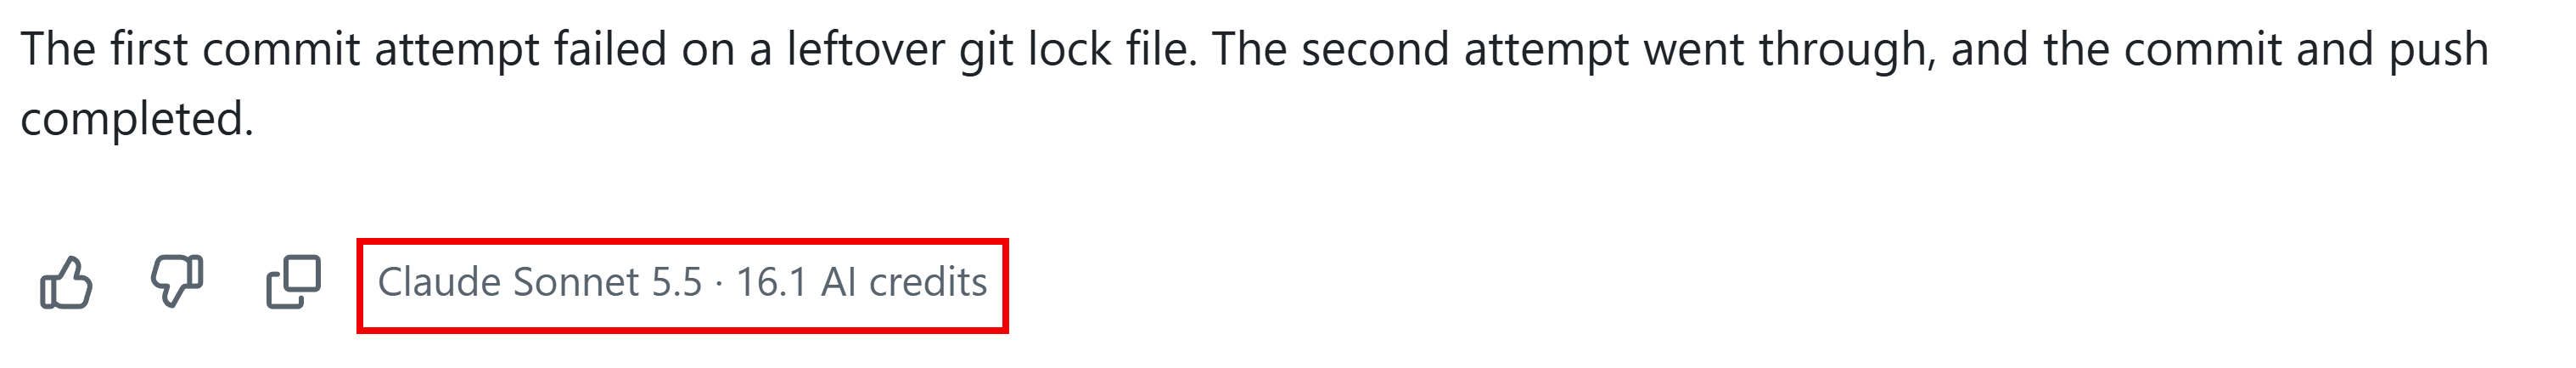 The first commit attempt failed on a leftover git lock file. The second attempt went through, and the commit and push
completed.
Claude Sonnet 5.5 · 16.1 AI credits